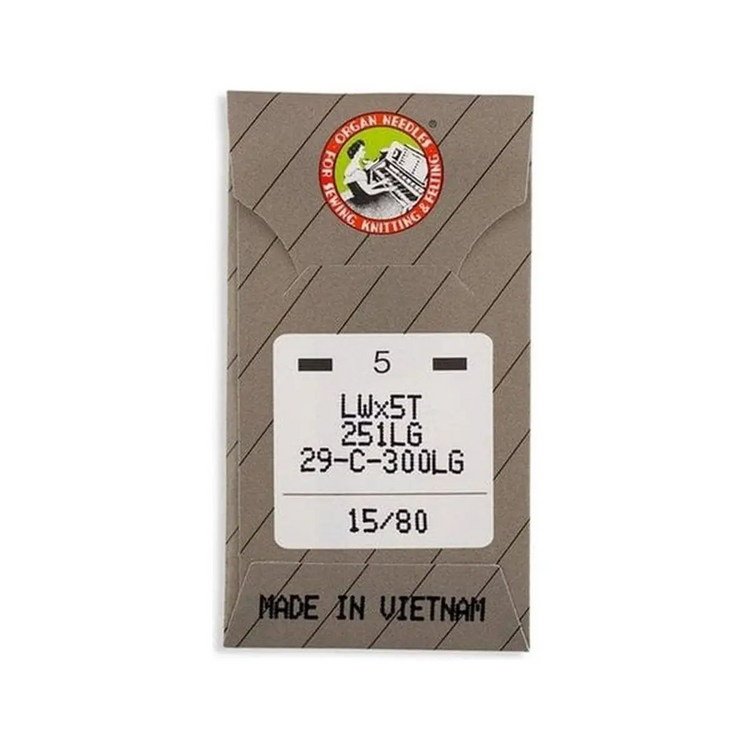 ORGAN NEEDLES ®
FOR SEWING, KNITTING & FELTING
5
LWx5T
251LG
29-C-300LG
15/80
MADE IN VIETNAM